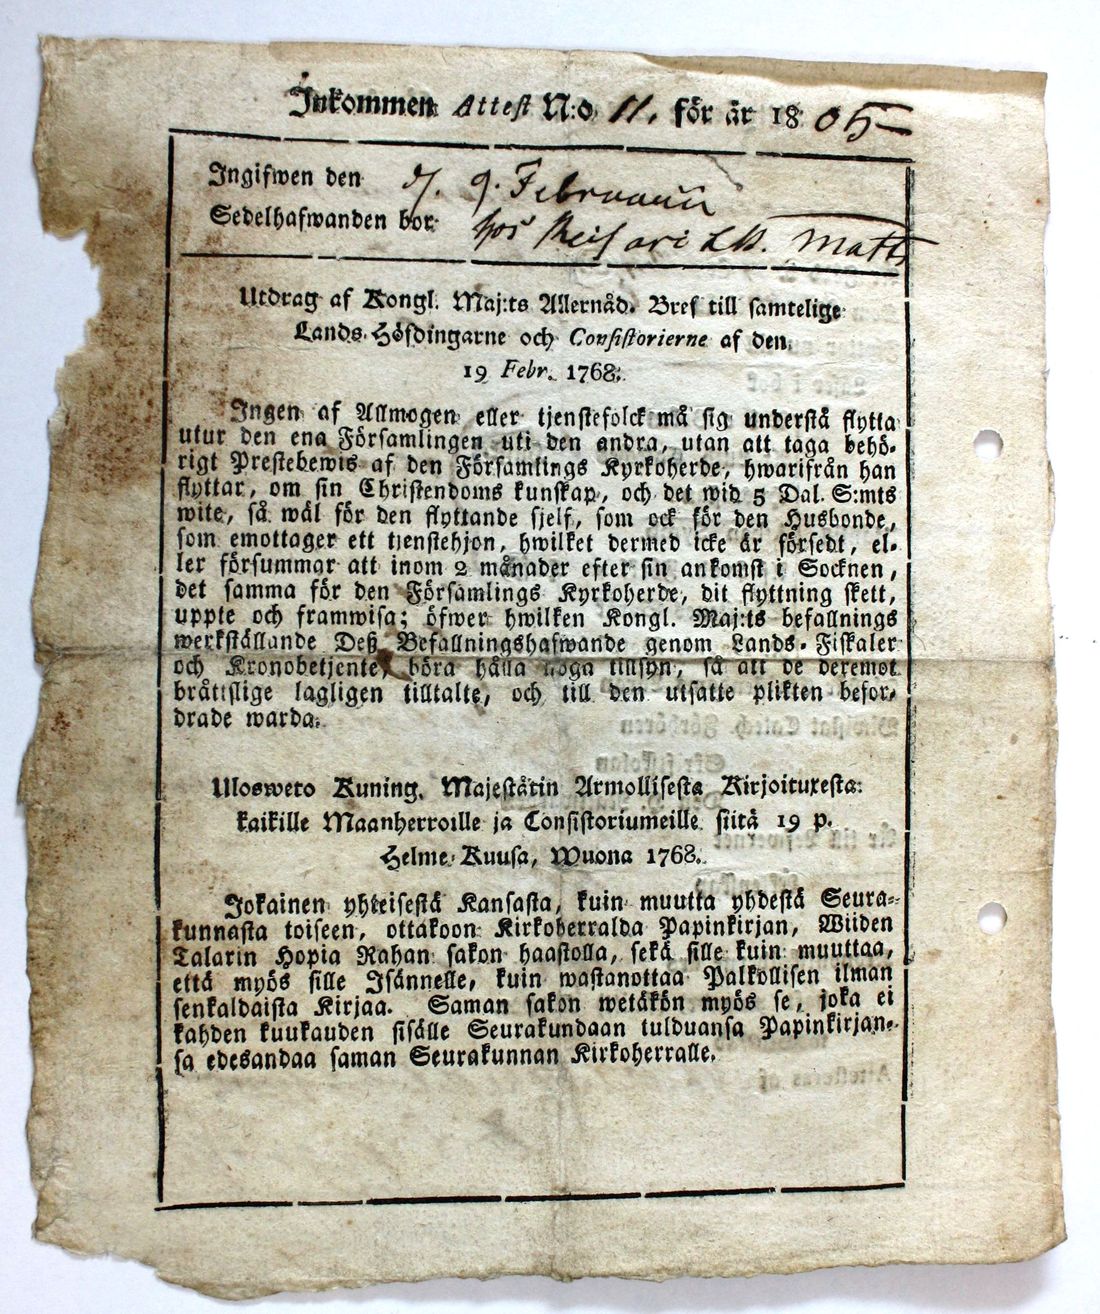 Inkommen Attest N:o 11. för år 1805
Ingifwen den 9. Februarii
Sedelhafwanden bor hos Matts
Utdrag af Kongl. Maj:ts Allernåd. Bref till samtelige
Lands-Höfdingarne och Consistorierne af den
19 Febr. 1768.
Ingen af Allmogen eller tjenstefolck må sig understå flytta
utur den ena Församlingen uti den andra, utan att taga behö-
rigt Prestebewis af den Församlings Kyrkoherde, hwarifrån han
flyttar, om sin Christendoms kunskap, och det wid 5 Dal. S:mts
wite, så wäl för den flyttande sjelf, som ock för den Husbonde,
som emottager ett tjenstehjon, hwilket dermed icke är försedt, el-
ler försummar att inom 2 månader efter sin ankomst i Socknen,
det samma för den Församlings Kyrkoherde, dit flyttning skett,
uppte och framwisa; öfwer hwilken Kongl. Maj:ts befallnings
werkställande Deß Befallningshafwande genom Lands-Fiskaler
och Kronobetjente, böra hålla noga tillsyn, så att de deremot
bråttslige lagligen tilltalte, och till den utsatte plikten befor-
drade warda.
Ulosweto Kuning. Majestätin Armollisesta Kirjoituxesta
kaikille Maanherroille ja Consistoriumeille siitä 19 p.
Helme-Kuusa, Wuona 1768.
Jokainen yhteisestä Kansasta, kuin muutta yhdestä Seura-
kunnasta toiseen, ottakoon Kirkoherralda Papinkirjan, Wiiden
Talarin Hopia Rahan sakon haastolla, sekä sille kuin muuttaa,
että myös sille Isännelle, kuin wastanottaa Palkollisen ilman
senkaldaista Kirjaa. Saman sakon wetäkön myös se, joka ei
kahden kuukauden sisälle Seurakundaan tulduansa Papinkirjan-
sa edesandaa saman Seurakunnan Kirkoherralle.